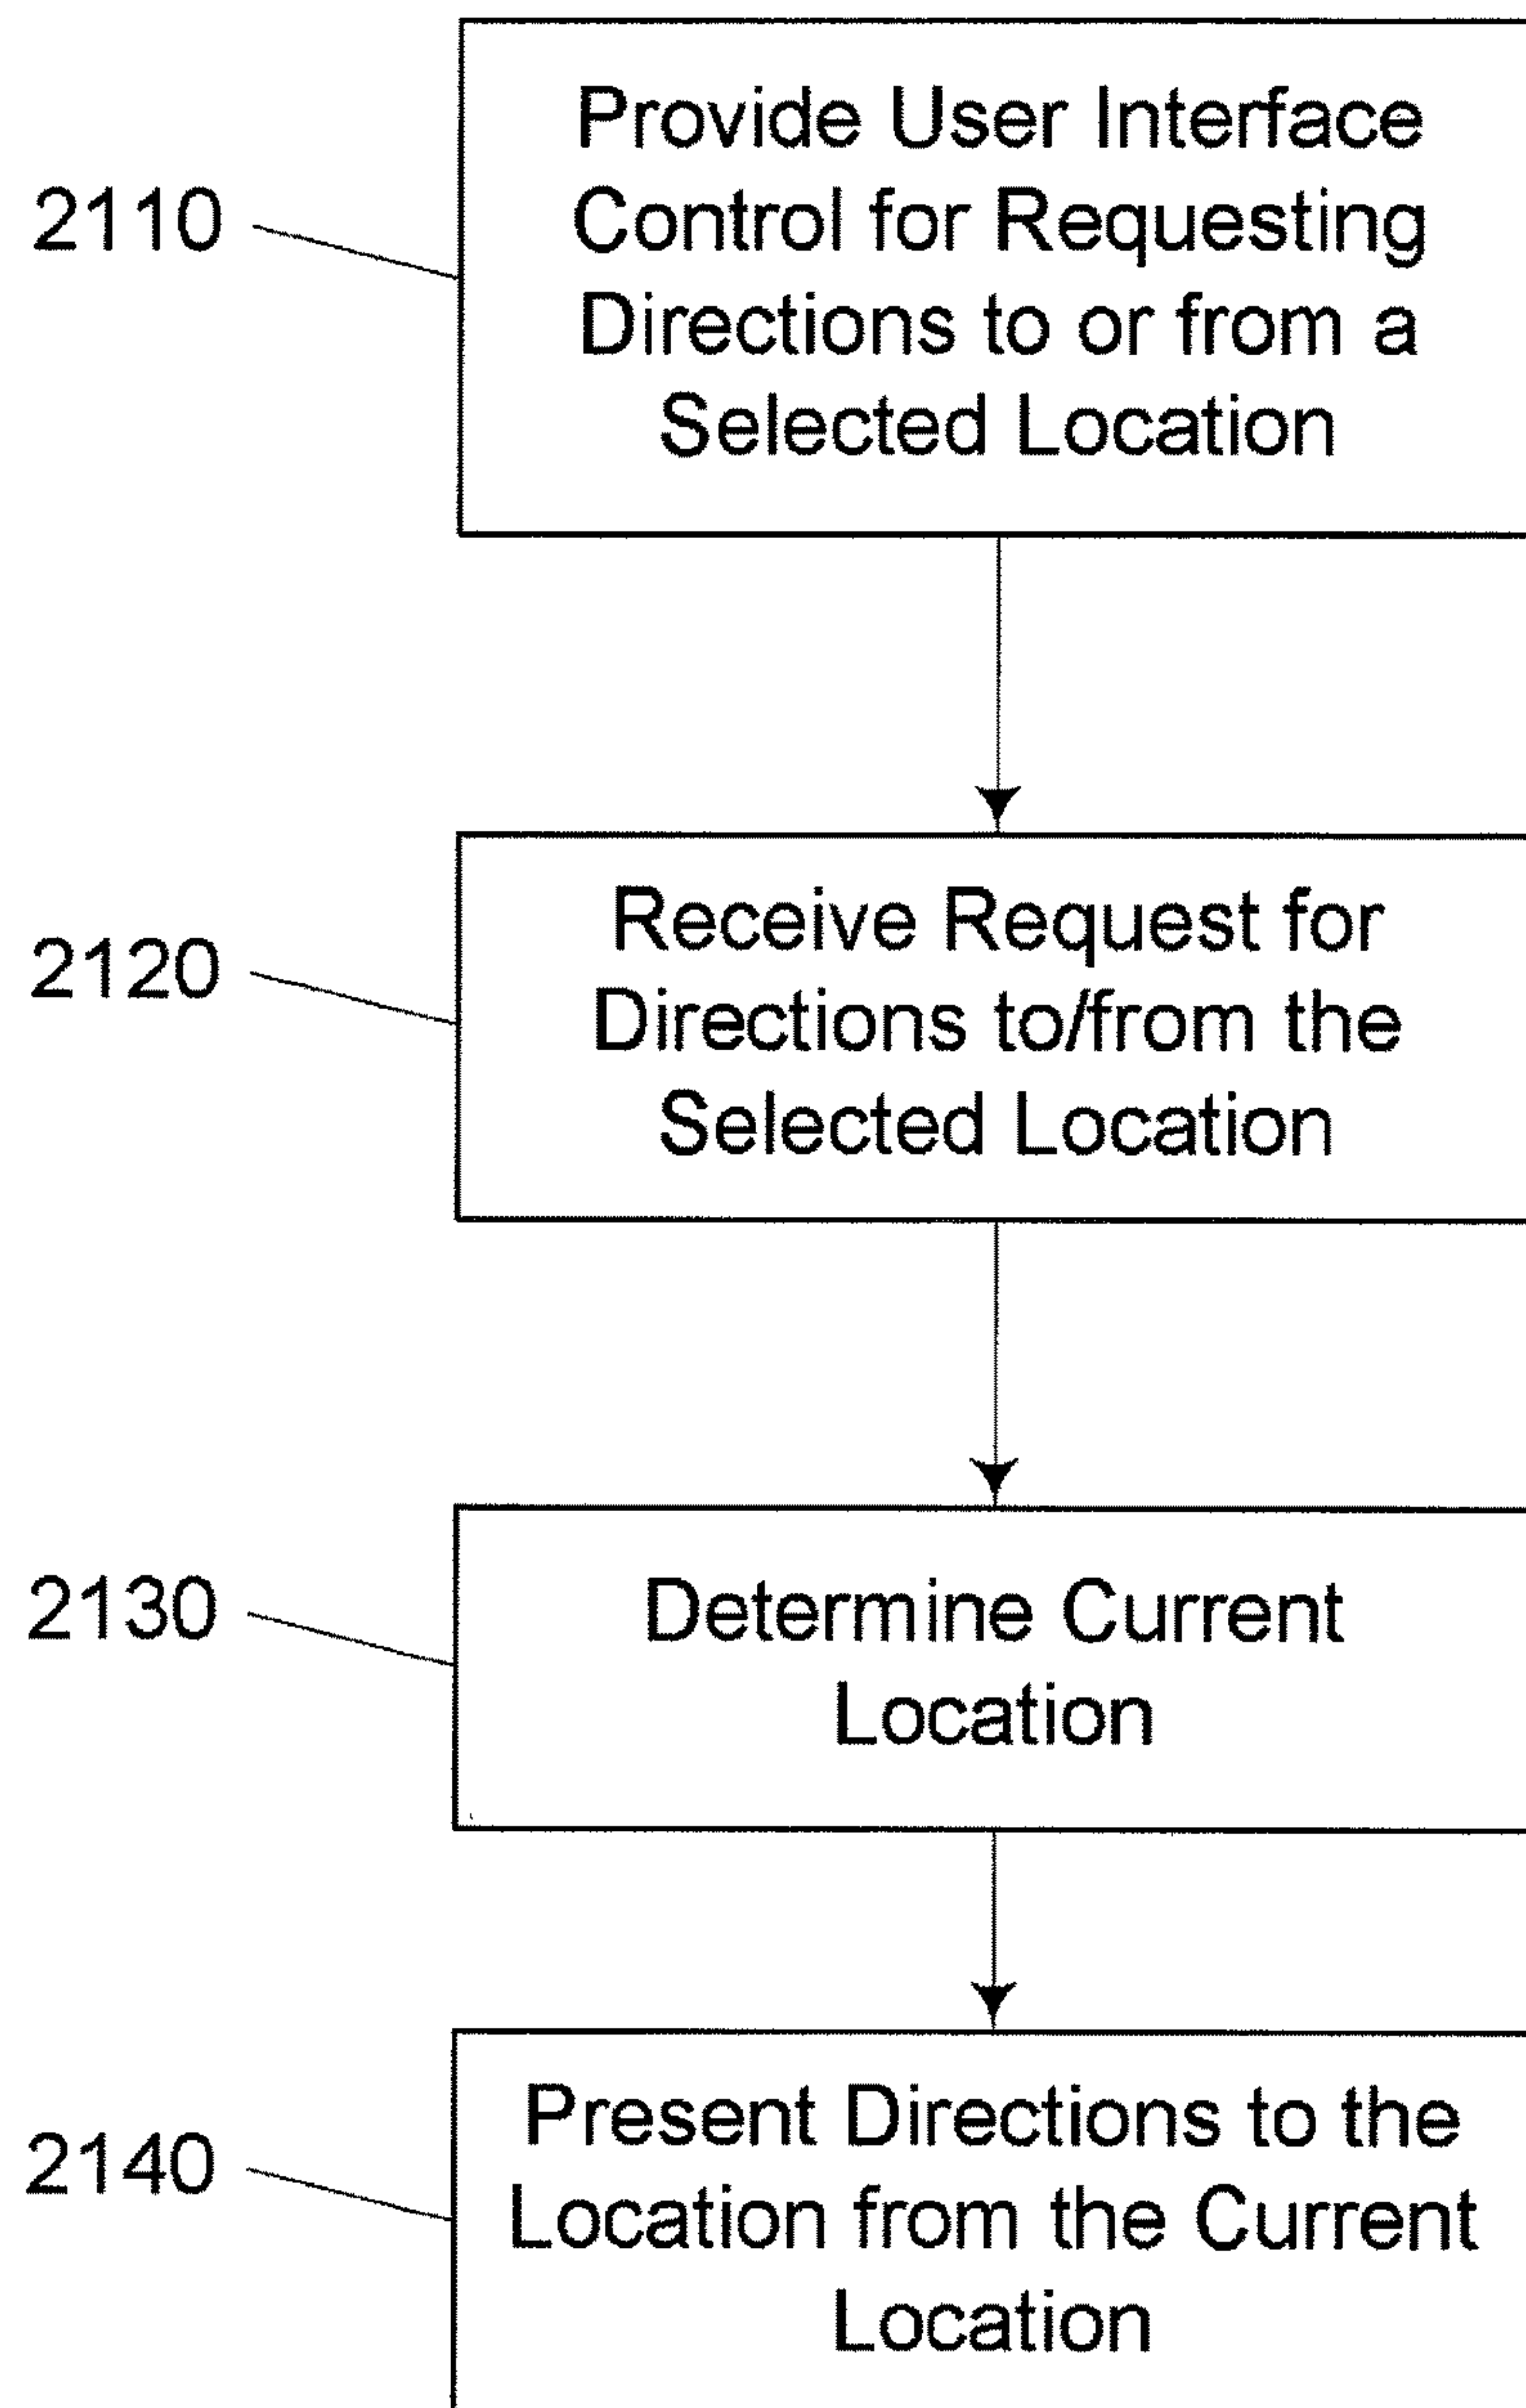 Provide User Interface
2110
Control for Requesting
Directions to or from a
Selected Location
Receive Request for
2120
Directions to/from the
Selected Location
2130
Determine Current
Location
Present Directions to the
2140
Location from the Current
Location